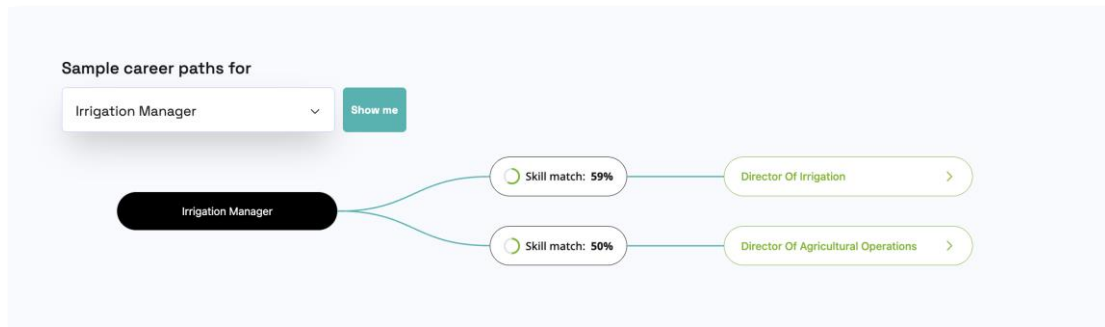 Sample career paths for
Irrigation Manager
Show me
Skill match: 59%
Director Of Irrigation
Irrigation Manager
Skill match: 50%
Director Of Agricultural Operations